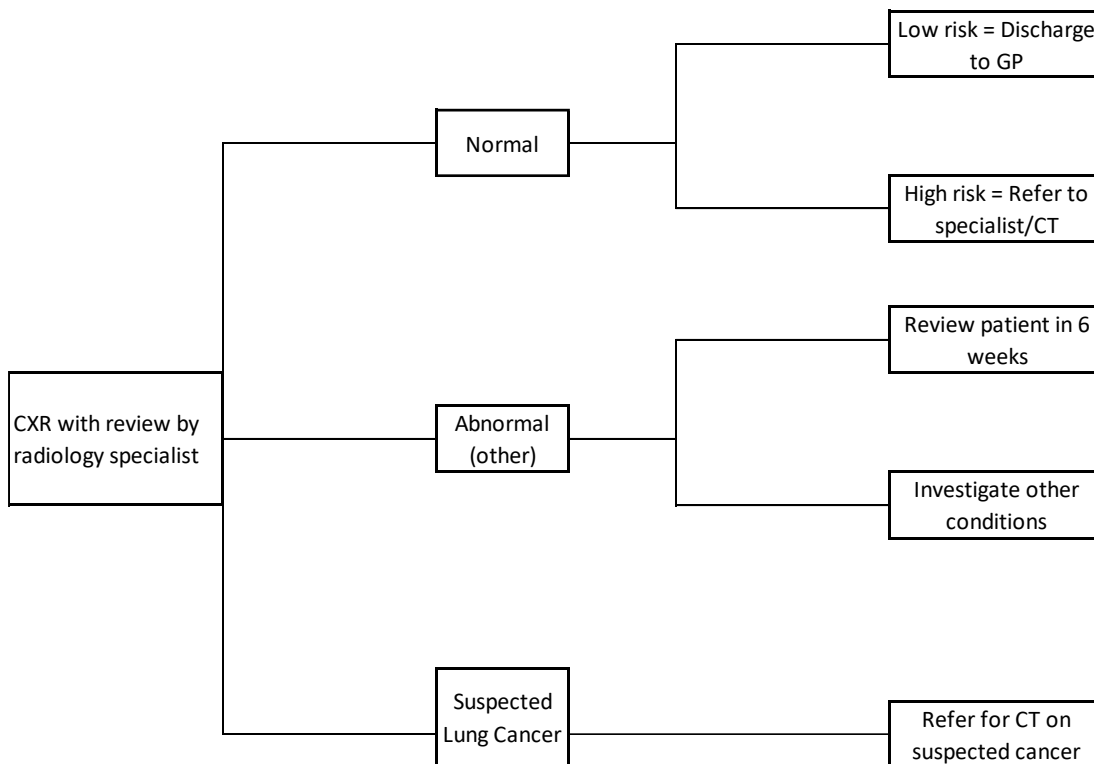 Low risk = Discharge
to GP
Normal
High risk = Refer to
specialist/CT
Review patient in 6
weeks
CXR with review by
radiology specialist
Abnormal
(other)
Investigate other
conditions
Suspected
Lung Cancer
Refer for CT on
suspected cancer